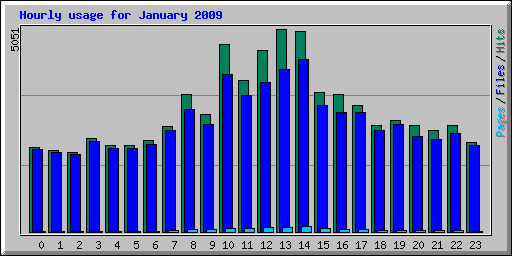 Hourly usage for January 2009
5051
Pages/Files/Hits
0 1 2 3 4 5 6 7 8 9 10 11 12 13 14 15 16 17 18 19 20 21 22 23